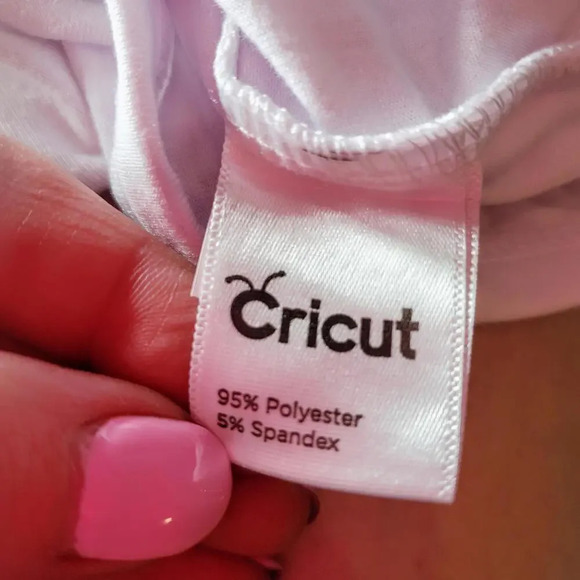 Cricut
95% Polyester
5% Spandex